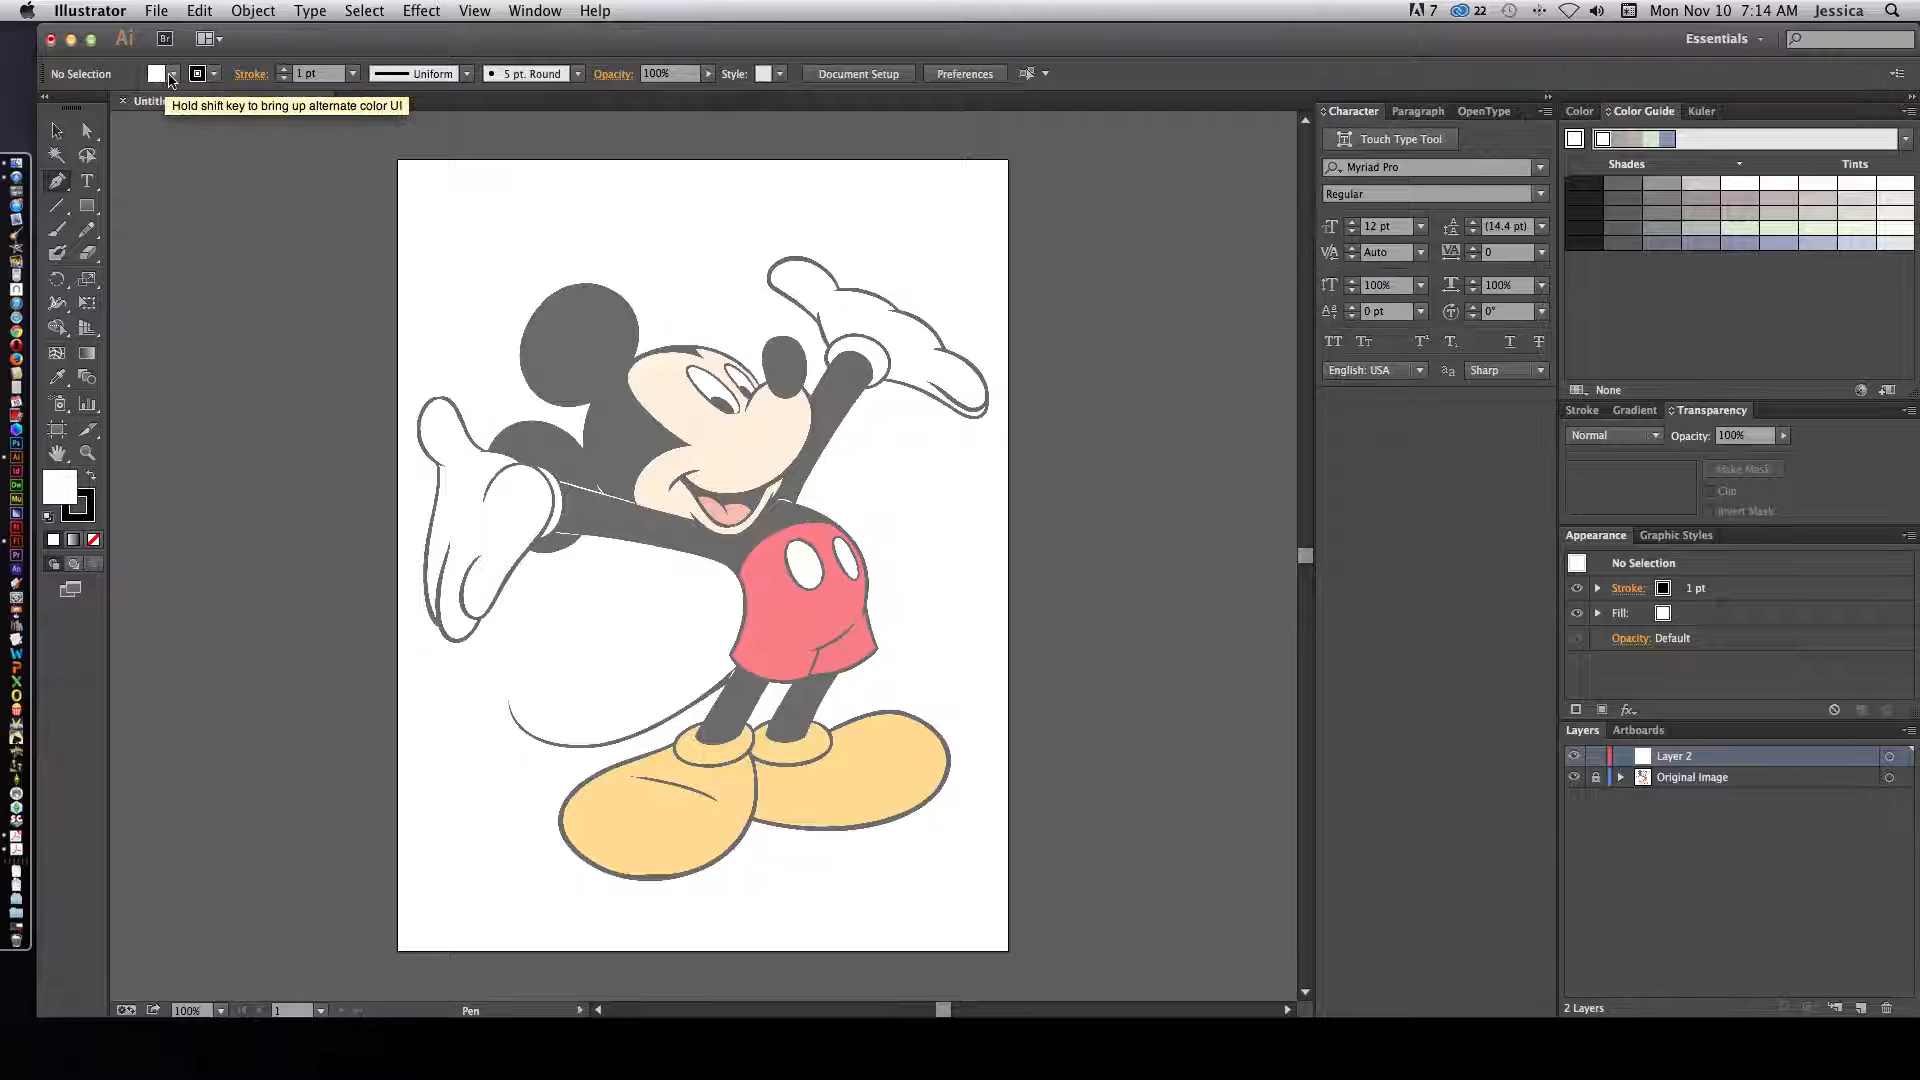 Illustrator File Edit Object Type Select Effect View Window Help
7 22 Mon Nov 10 7:14 AM Jessica
Ai Br Essentials
No Selection Stroke: 1 pt Uniform 5 pt. Round Opacity: 100% Style: Document Setup Preferences
Hold shift key to bring up alternate color UI
Character Paragraph OpenType
Touch Type Tool
Myriad Pro
Regular
12 pt (14.4 pt)
Auto 0
100% 100%
0 pt 0°
English: USA Sharp
Color Color Guide Kuler
Shades Tints
None
Stroke Gradient Transparency
Normal Opacity: 100%
Make Mask
Clip
Invert Mask
Appearance Graphic Styles
No Selection
Stroke: 1 pt
Fill:
Opacity: Default
fx
Layers Artboards
Layer 2
Original Image
2 Layers
100% 1 Pen